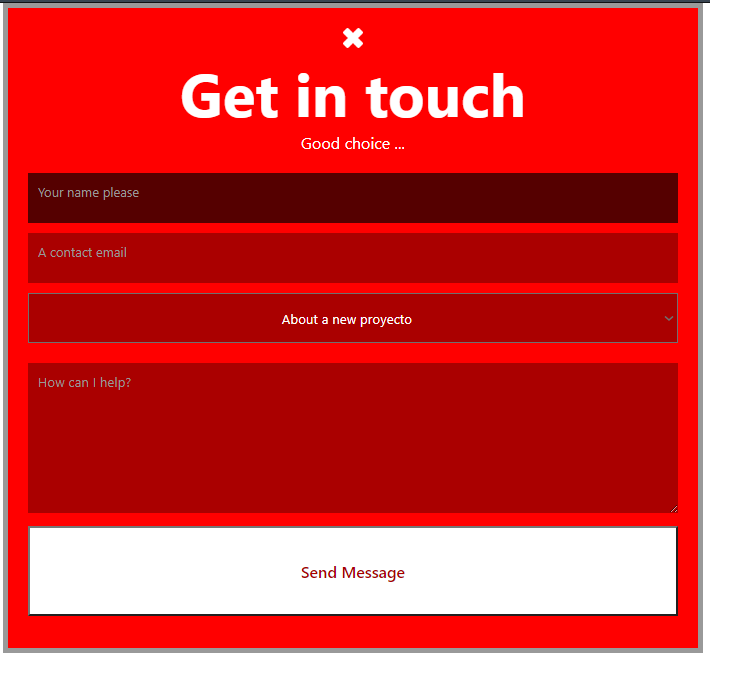 Get in touch
Good choice ...
Your name please
A contact email
About a new proyecto
How can I help?
Send Message